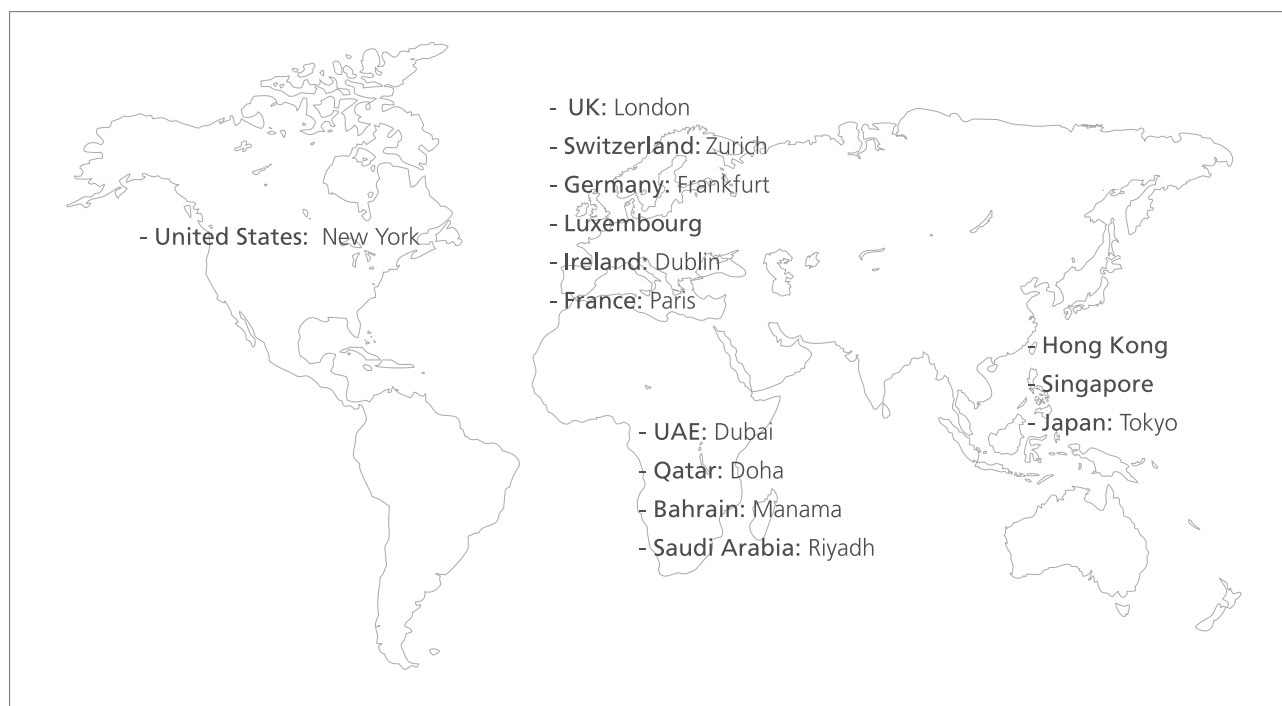 - UK: London
- Switzerland: Zurich
- Germany: Frankfurt
- Luxembourg
- Ireland: Dublin
- France: Paris
- United States: New York
- Hong Kong
- Singapore
- Japan: Tokyo
- UAE: Dubai
- Qatar: Doha
- Bahrain: Manama
- Saudi Arabia: Riyadh